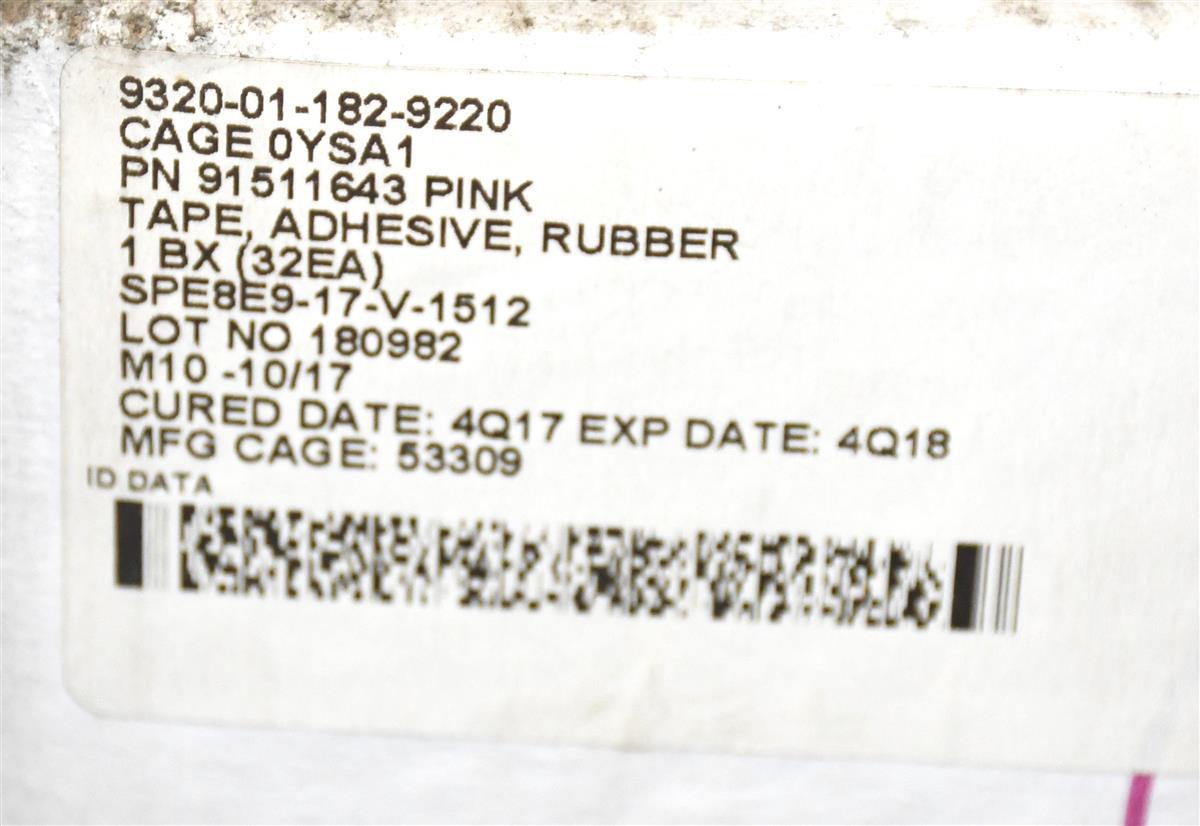 9320-01-182-9220
CAGE 0YSA1
PN 91511643 PINK
TAPE, ADHESIVE, RUBBER
1 BX (32EA)
SPE8E9-17-V-1512
LOT NO 180982
M10 -10/17
CURED DATE: 4Q17 EXP DATE: 4Q18
MFG CAGE: 53309
ID DATA